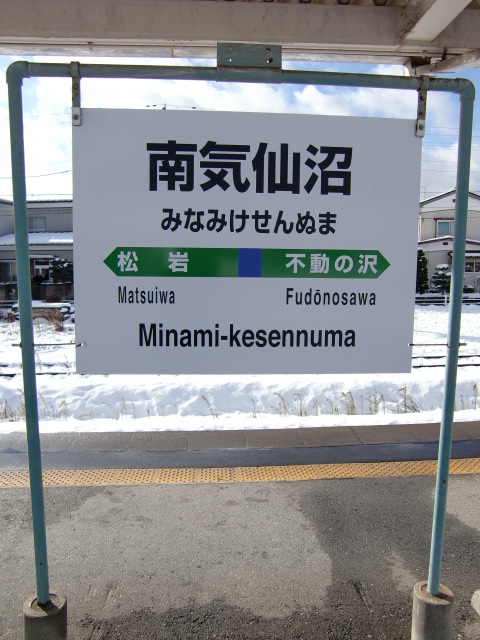 南気仙沼
みなみけせんぬま
松岩 不動の沢
Matsuiwa Fudōnosawa
Minami-kesennuma